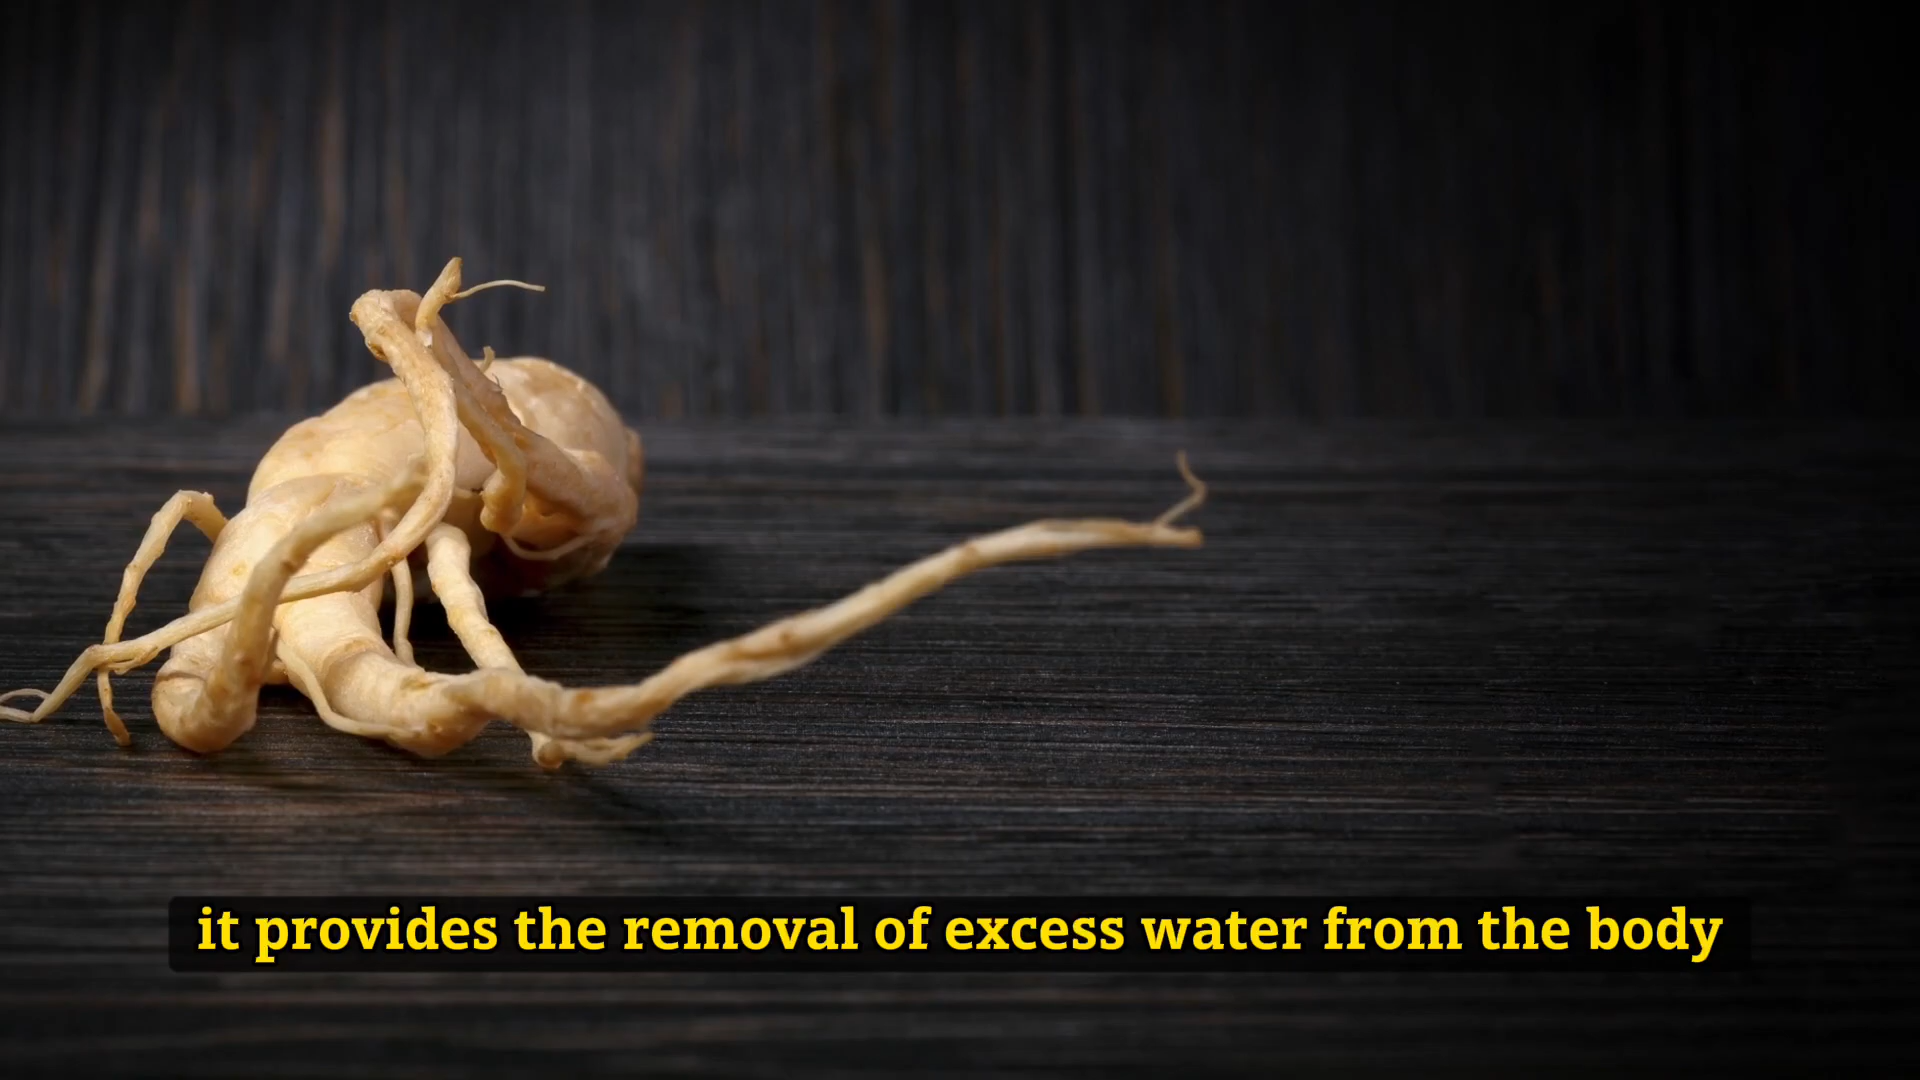 it provides the removal of excess water from the body